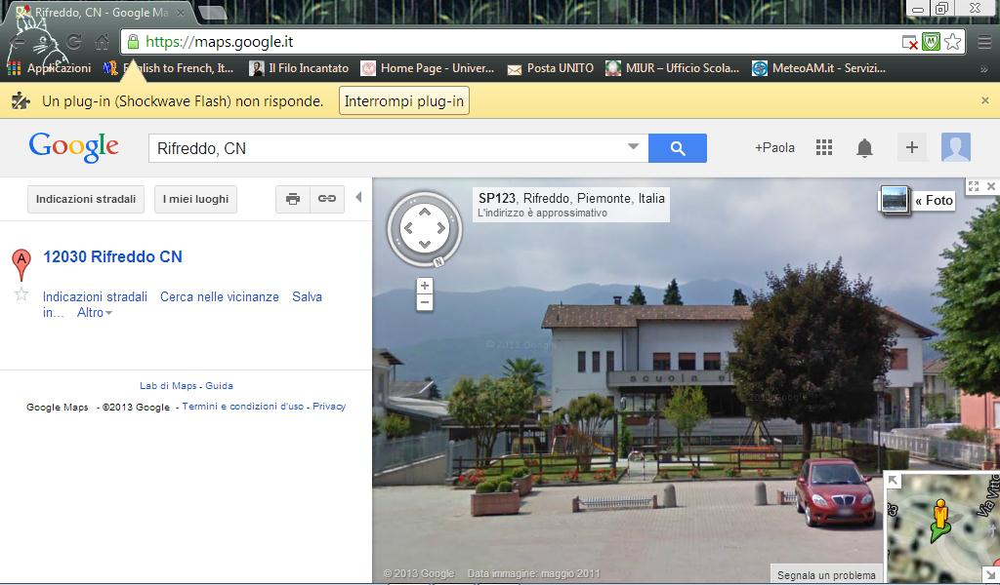 Rifreddo, CN - Google Ma
https://maps.google.it
Applicazioni
English to French, It...
Il Filo Incantato
Home Page - Univer...
Posta UNITO
MIUR – Ufficio Scola...
MeteoAM.it - Servizi...
»
Un plug-in (Shockwave Flash) non risponde.
Interrompi plug-in
Google
Rifreddo, CN
+Paola
Indicazioni stradali
I miei luoghi
SP123, Rifreddo, Piemonte, Italia
L'indirizzo è approssimativo
« Foto
N
A
12030 Rifreddo CN
Indicazioni stradali Cerca nelle vicinanze Salva
in... Altro
© 2013 Google
scuola e
Lab di Maps - Guida
Google Maps - ©2013 Google - Termini e condizioni d'uso - Privacy
Via Vitto
© 2013 Google Data immagine: maggio 2011
Segnala un problema